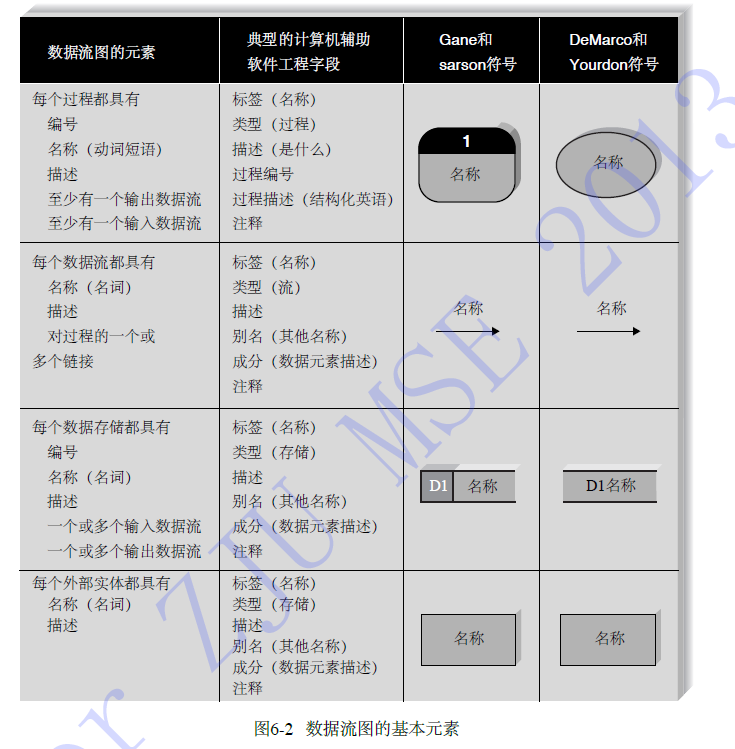 数据流图的元素
典型的计算机辅助
软件工程字段
Gane和
sarson符号
DeMarco和
Yourdon符号
每个过程都具有
编号
名称（动词短语）
描述
至少有一个输出数据流
至少有一个输入数据流
标签（名称）
类型（过程）
描述（是什么）
过程编号
过程描述（结构化英语）
注释
1
名称
名称
每个数据流都具有
名称（名词）
描述
对过程的一个或
多个链接
标签（名称）
类型（流）
描述
别名（其他名称）
成分（数据元素描述）
注释
名称
名称
每个数据存储都具有
编号
名称（名词）
描述
一个或多个输入数据流
一个或多个输出数据流
标签（名称）
类型（存储）
描述
别名（其他名称）
成分（数据元素描述）
注释
D1 名称
D1名称
每个外部实体都具有
名称（名词）
描述
标签（名称）
类型（存储）
描述
别名（其他名称）
成分（数据元素描述）
注释
名称
名称
图6-2 数据流图的基本元素
or ZJU MSE 2013